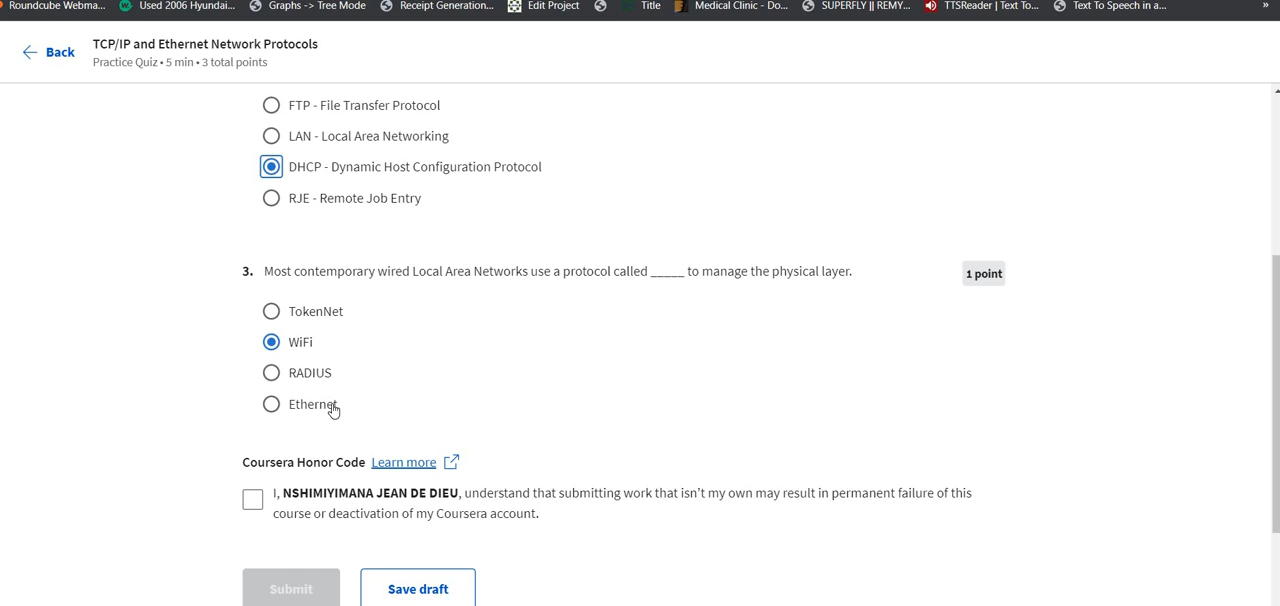 Roundcube Webma...
Used 2006 Hyundai...
Graphs -> Tree Mode
Receipt Generation...
Edit Project
Title
Medical Clinic - Do...
SUPERFLY || REMY...
TTSReader | Text To...
Text To Speech in a...
»
Back
TCP/IP and Ethernet Network Protocols
Practice Quiz • 5 min • 3 total points
FTP - File Transfer Protocol
LAN - Local Area Networking
DHCP - Dynamic Host Configuration Protocol
RJE - Remote Job Entry
3. Most contemporary wired Local Area Networks use a protocol called _____ to manage the physical layer.
1 point
TokenNet
WiFi
RADIUS
Ethernet
Coursera Honor Code Learn more
I, NSHIMIYIMANA JEAN DE DIEU, understand that submitting work that isn't my own may result in permanent failure of this
course or deactivation of my Coursera account.
Submit
Save draft